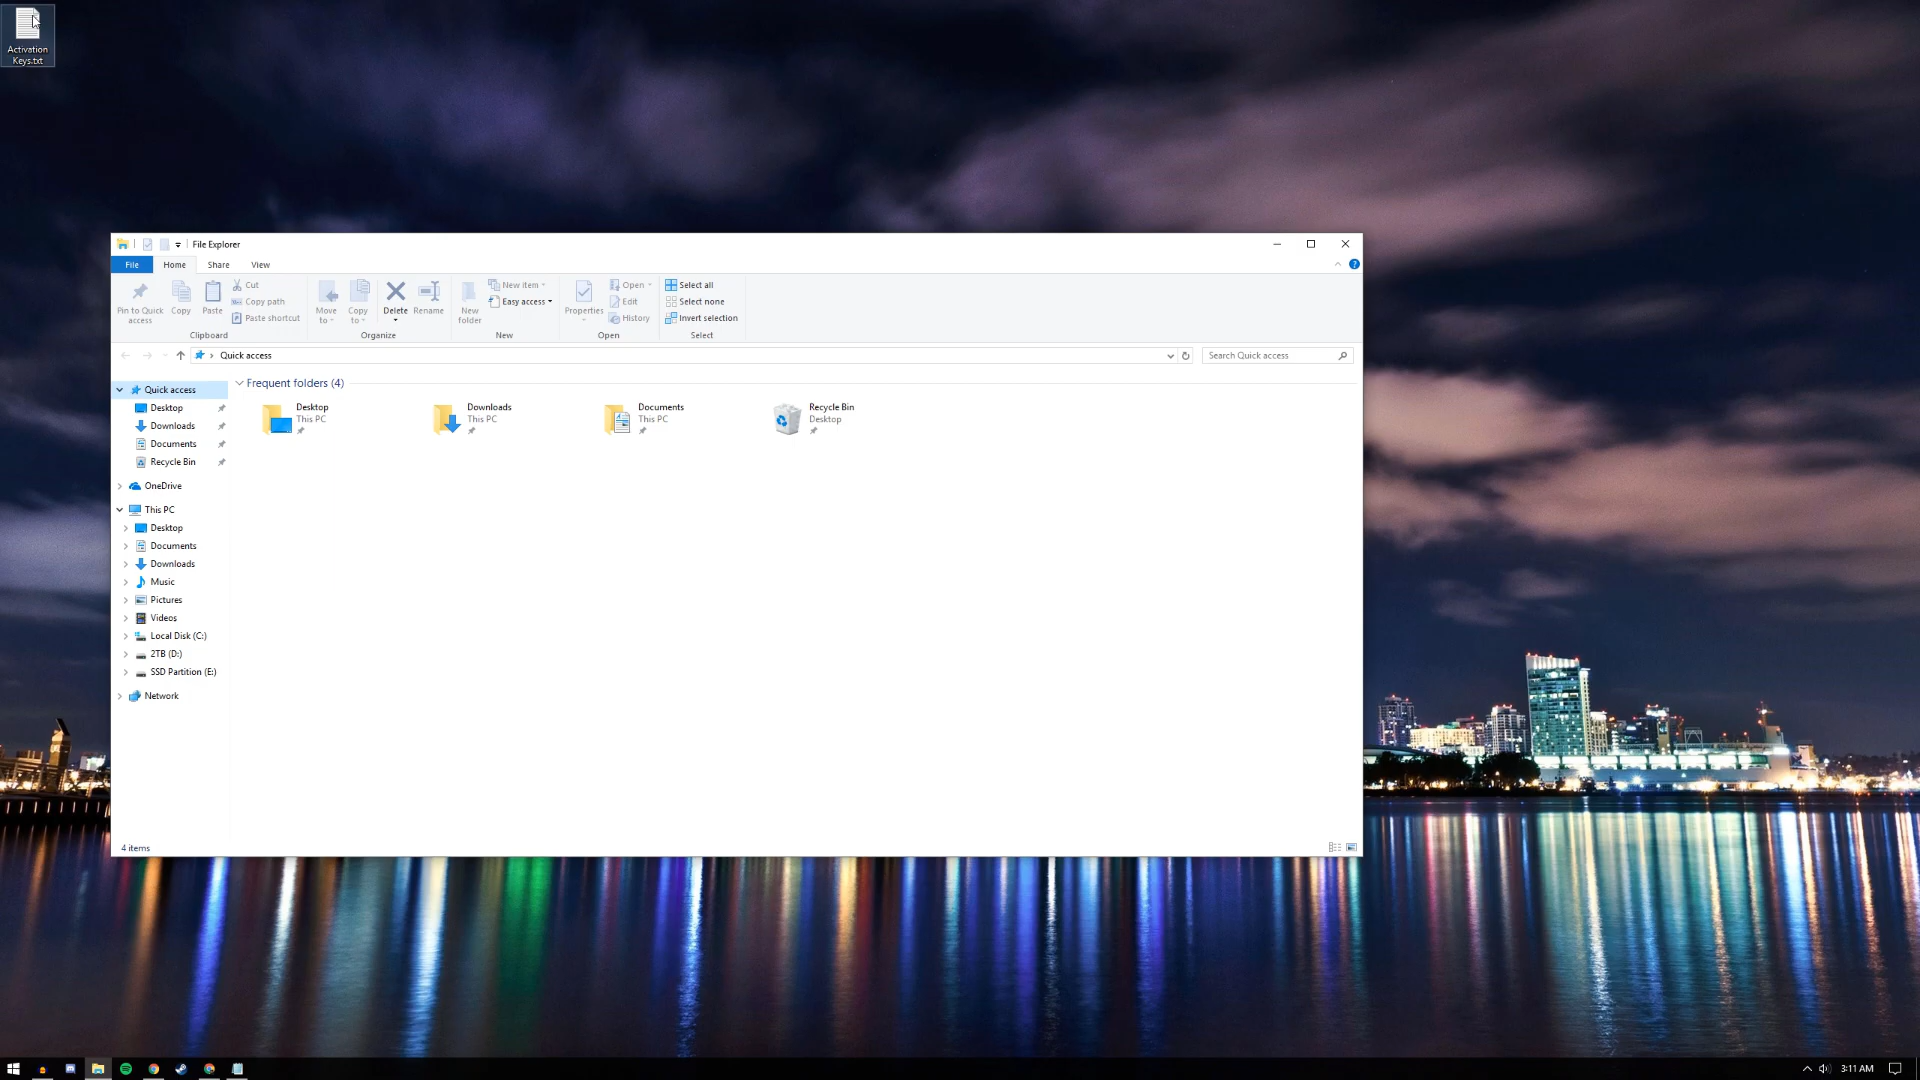 Activation
Keys.txt
File Explorer
File
Home
Share
View
Pin to Quick
access
Copy
Paste
Cut
Copy path
Paste shortcut
Clipboard
Move
to
Copy
to
Delete
Rename
Organize
New
folder
New item
Easy access
New
Properties
Open
Edit
History
Open
Select all
Select none
Invert selection
Select
Quick access
Search Quick access
Quick access
Desktop
Downloads
Documents
Recycle Bin
OneDrive
This PC
Desktop
Documents
Downloads
Music
Pictures
Videos
Local Disk (C:)
2TB (D:)
SSD Partition (E:)
Network
Frequent folders (4)
Desktop
This PC
Downloads
This PC
Documents
This PC
Recycle Bin
Desktop
4 items
3:11 AM